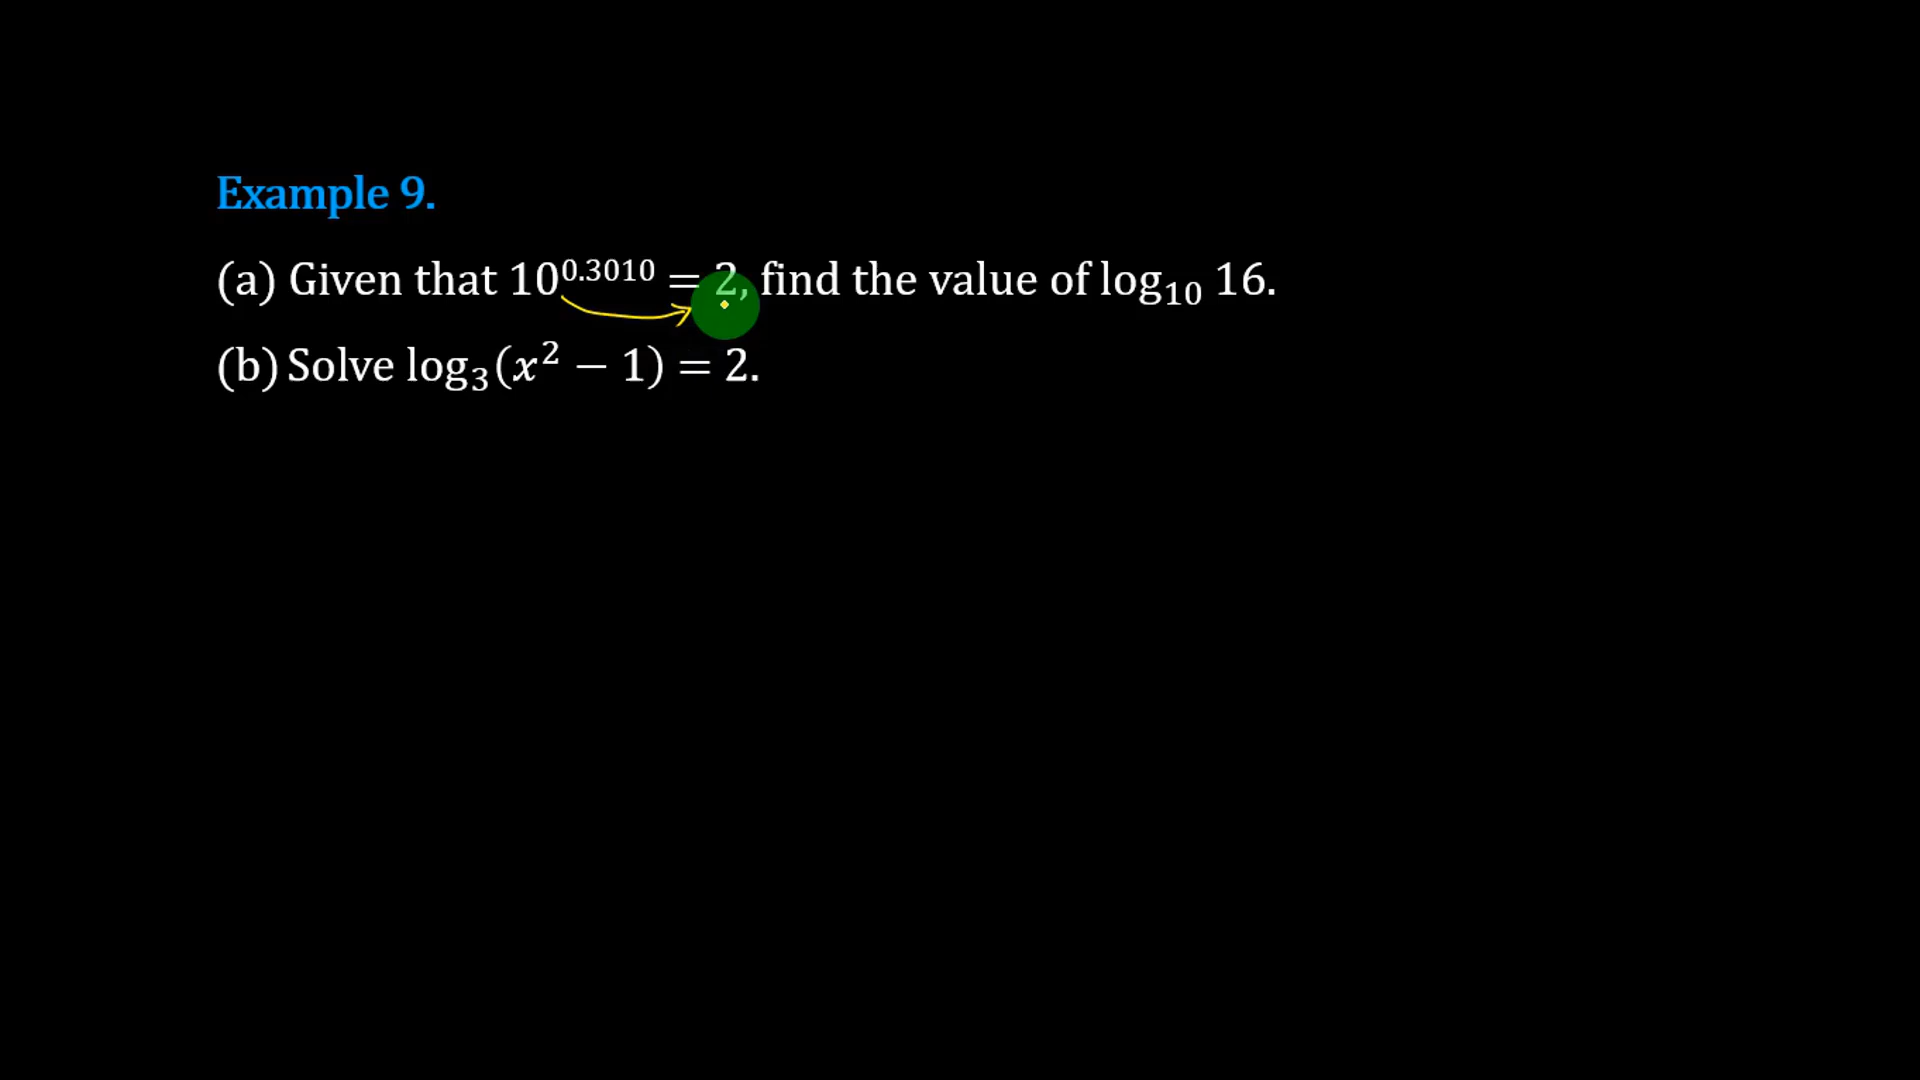 Example 9.
(a) Given that 10^0.3010 = 2, find the value of log₁₀ 16.
(b) Solve log₃(x² − 1) = 2.